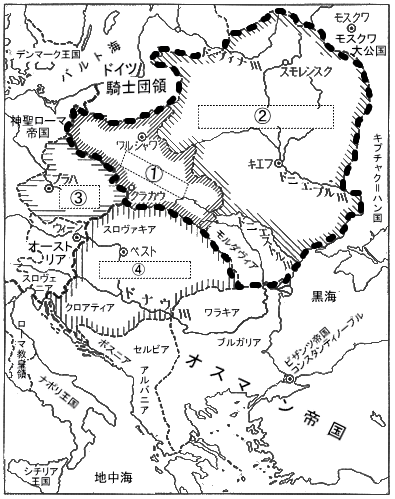 モスクワ
モスクワ
大公国
デンマーク王国
バルト海
ドイツ
騎士団領
ドヴィナ川
スモレンスク
神聖ローマ
帝国
②
ワルシャワ
①
キエフ
ドニエプル川
キプチャク=ハン国
プラハ
③
クラカウ
スロヴァキア
ウィーン
オースト
リア
ペスト
④
モルダヴィア
ドニエストル川
スロヴェ
ニア
クロアティア
ドナウ川
ワラキア
黒海
ボスニア
セルビア
ブルガリア
ローマ教皇領
アルバニア
ナポリ王国
オスマン帝国
ビザンツ帝国
コンスタンティノープル
シチリア
王国
地中海